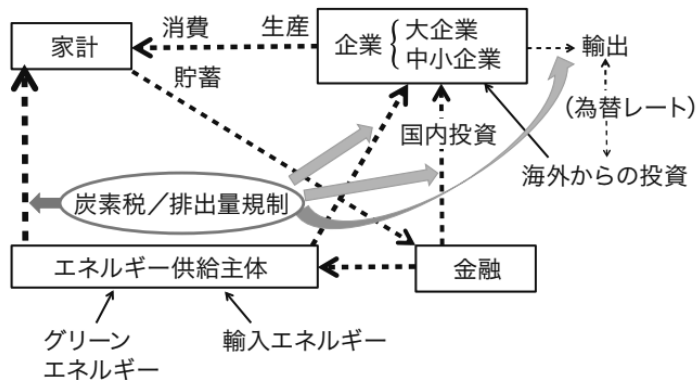 家計
消費
生産
企業
大企業
中小企業
輸出
貯蓄
国内投資
(為替レート)
海外からの投資
炭素税／排出量規制
エネルギー供給主体
金融
グリーン
エネルギー
輸入エネルギー